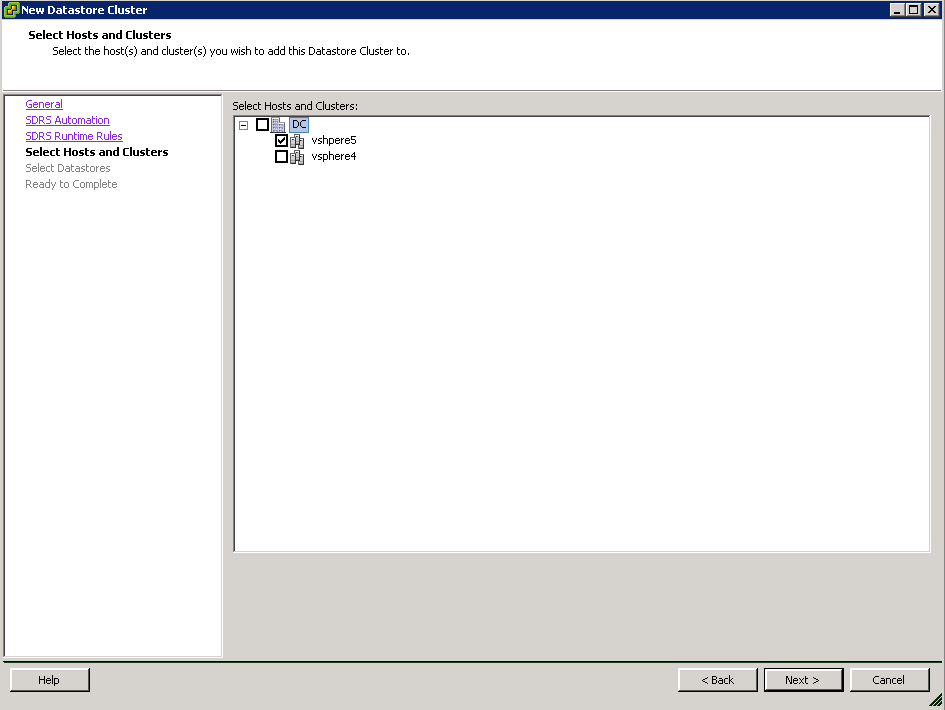 New Datastore Cluster
Select Hosts and Clusters
Select the host(s) and cluster(s) you wish to add this Datastore Cluster to.
General
SDRS Automation
SDRS Runtime Rules
Select Hosts and Clusters
Select Datastores
Ready to Complete
Select Hosts and Clusters:
DC
vshpere5
vsphere4
Help
< Back
Next >
Cancel